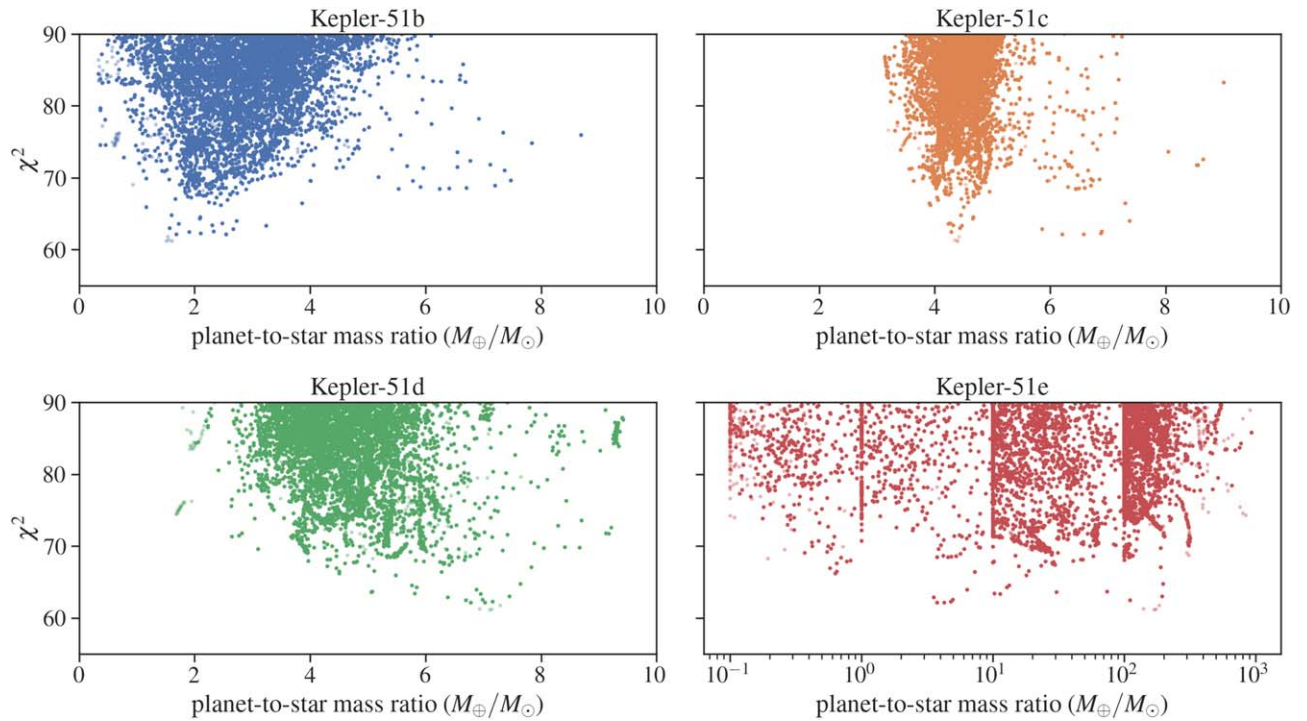 Kepler-51b
Kepler-51c
90
80
70
60
χ²
0 2 4 6 8 10
0 2 4 6 8 10
planet-to-star mass ratio (M⊕/M⊙)
planet-to-star mass ratio (M⊕/M⊙)
Kepler-51d
Kepler-51e
90
80
70
60
χ²
0 2 4 6 8 10
10⁻¹ 10⁰ 10¹ 10² 10³
planet-to-star mass ratio (M⊕/M⊙)
planet-to-star mass ratio (M⊕/M⊙)